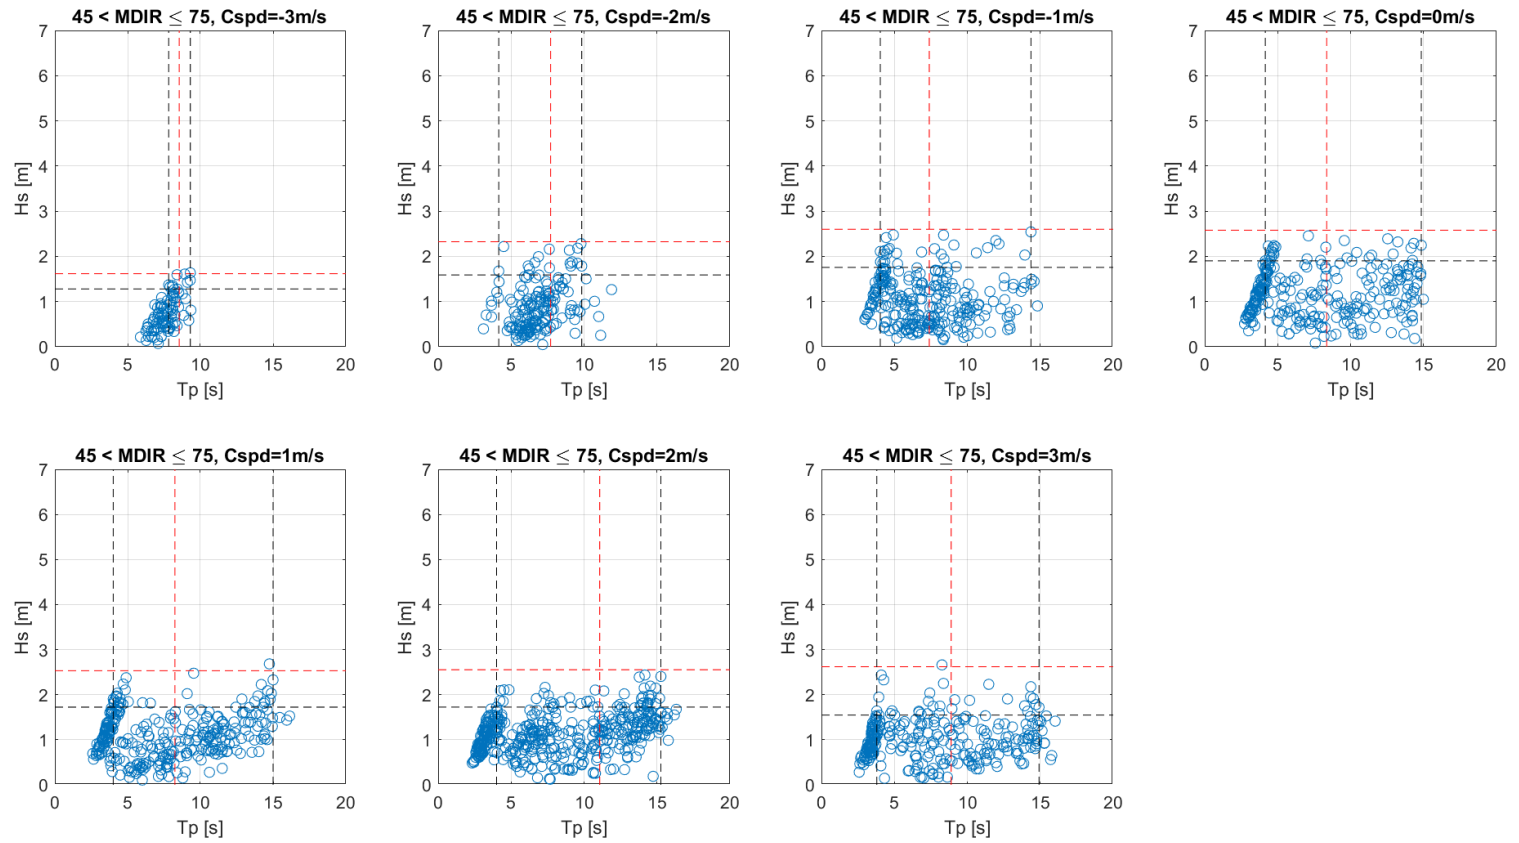 45 < MDIR ≤ 75, Cspd=-3m/s
7
6
5
4
3
2
1
0
Hs [m]
0 5 10 15 20
Tp [s]
45 < MDIR ≤ 75, Cspd=-2m/s
7
6
5
4
3
2
1
0
Hs [m]
0 5 10 15 20
Tp [s]
45 < MDIR ≤ 75, Cspd=-1m/s
7
6
5
4
3
2
1
0
Hs [m]
0 5 10 15 20
Tp [s]
45 < MDIR ≤ 75, Cspd=0m/s
7
6
5
4
3
2
1
0
Hs [m]
0 5 10 15 20
Tp [s]
45 < MDIR ≤ 75, Cspd=1m/s
7
6
5
4
3
2
1
0
Hs [m]
0 5 10 15 20
Tp [s]
45 < MDIR ≤ 75, Cspd=2m/s
7
6
5
4
3
2
1
0
Hs [m]
0 5 10 15 20
Tp [s]
45 < MDIR ≤ 75, Cspd=3m/s
7
6
5
4
3
2
1
0
Hs [m]
0 5 10 15 20
Tp [s]